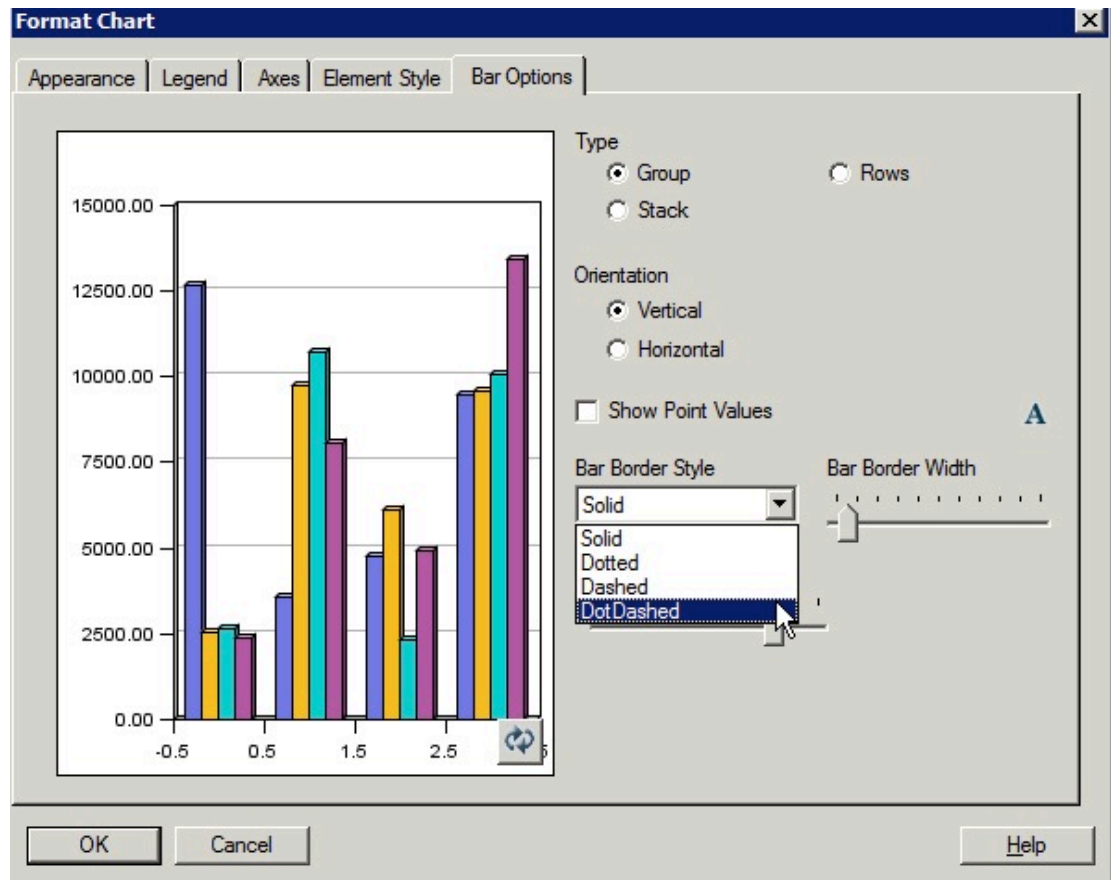 Format Chart
Appearance Legend Axes Element Style Bar Options
Type
Group Rows
Stack
Orientation
Vertical
Horizontal
Show Point Values A
Bar Border Style Bar Border Width
Solid
Solid
Dotted
Dashed
DotDashed
15000.00
12500.00
10000.00
7500.00
5000.00
2500.00
0.00
-0.5 0.5 1.5 2.5
OK Cancel Help